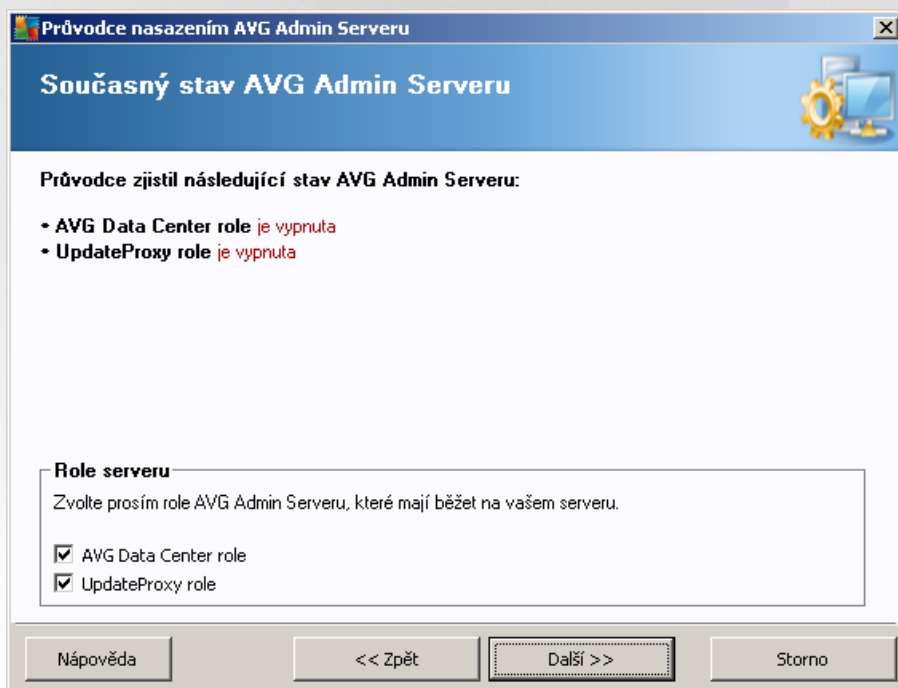 Průvodce nasazením AVG Admin Serveru
Současný stav AVG Admin Serveru
Průvodce zjistil následující stav AVG Admin Serveru:
• AVG Data Center role je vypnuta
• UpdateProxy role je vypnuta
Role serveru
Zvolte prosím role AVG Admin Serveru, které mají běžet na vašem serveru.
AVG Data Center role
UpdateProxy role
Nápověda
<< Zpět
Další >>
Storno